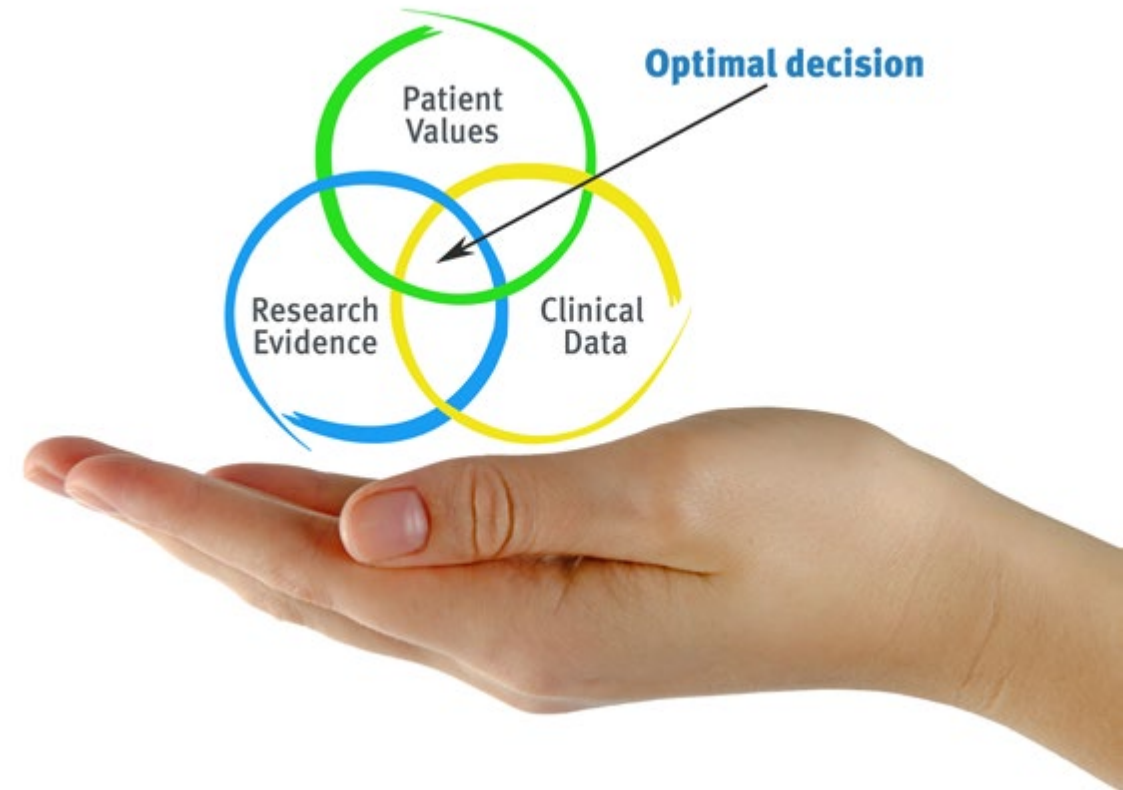 Optimal decision
Patient
Values
Research
Evidence
Clinical
Data